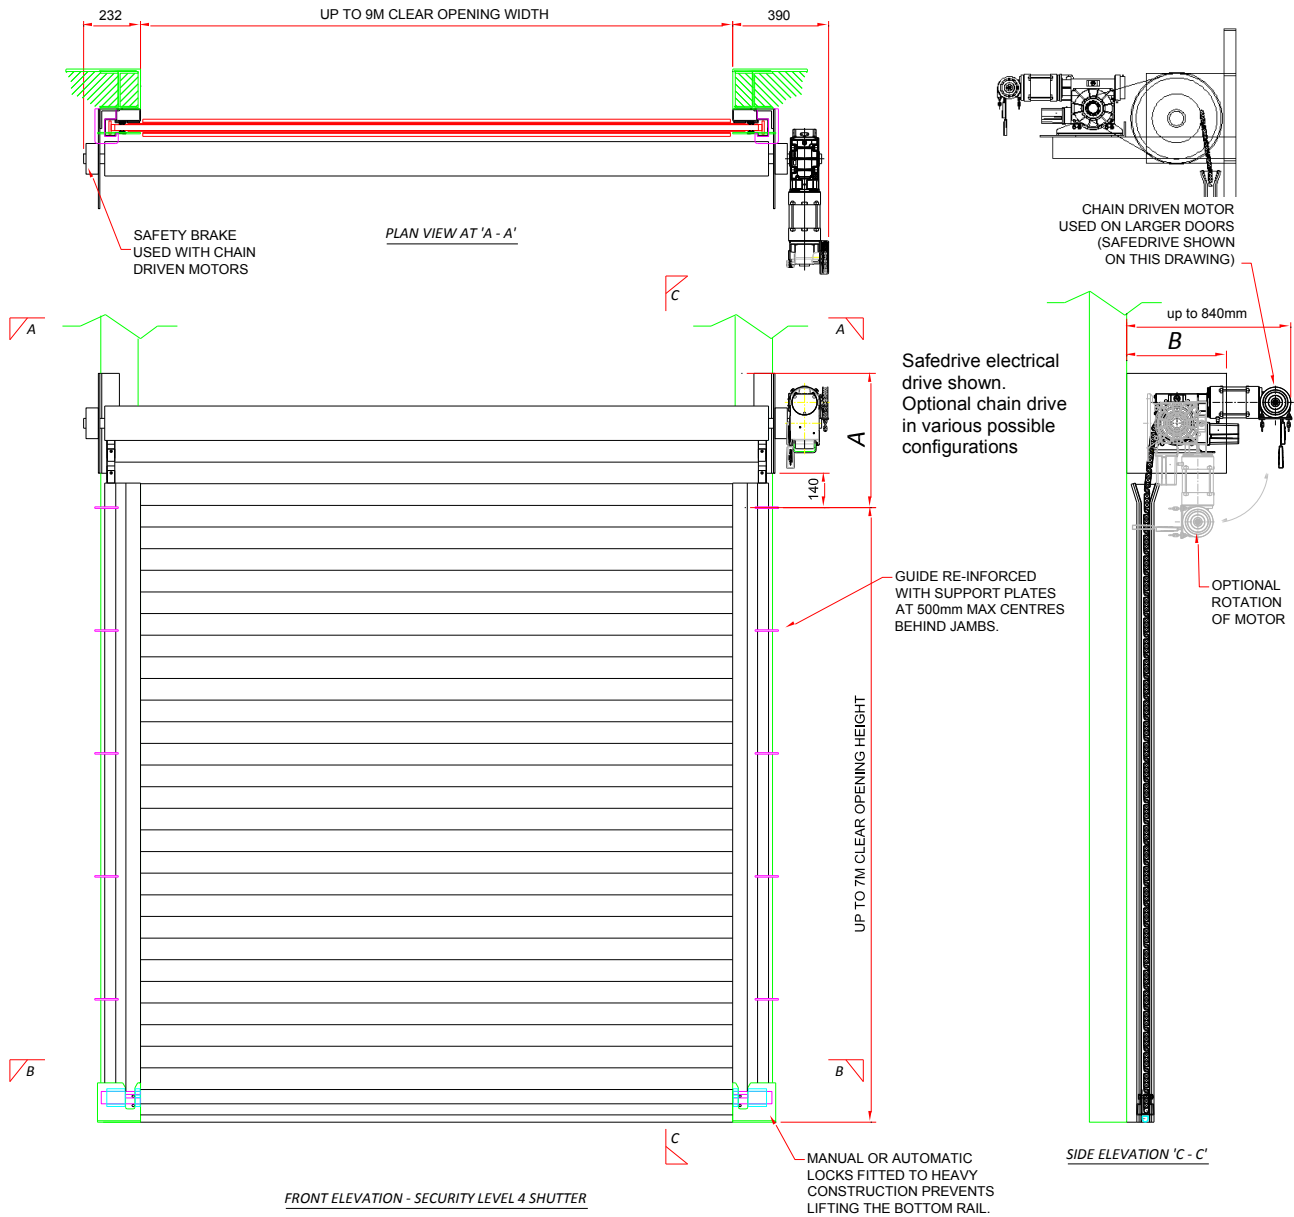 232
UP TO 9M CLEAR OPENING WIDTH
390
SAFETY BRAKE
USED WITH CHAIN
DRIVEN MOTORS
PLAN VIEW AT 'A - A'
CHAIN DRIVEN MOTOR
USED ON LARGER DOORS
(SAFEDRIVE SHOWN
ON THIS DRAWING)
C
A
A
up to 840mm
B
Safedrive electrical
drive shown.
Optional chain drive
in various possible
configurations
A
140
GUIDE RE-INFORCED
WITH SUPPORT PLATES
AT 500mm MAX CENTRES
BEHIND JAMBS.
OPTIONAL
ROTATION
OF MOTOR
UP TO 7M CLEAR OPENING HEIGHT
B
B
C
MANUAL OR AUTOMATIC
LOCKS FITTED TO HEAVY
CONSTRUCTION PREVENTS
LIFTING THE BOTTOM RAIL.
SIDE ELEVATION 'C - C'
FRONT ELEVATION - SECURITY LEVEL 4 SHUTTER